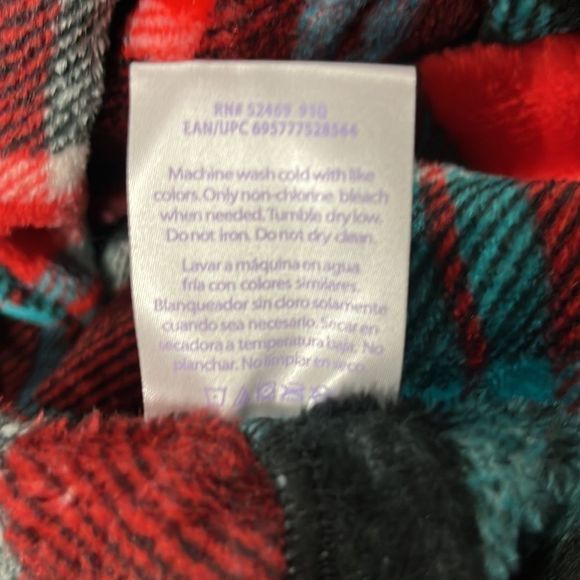 RN# 52469 91Q
EAN/UPC 695777528564
Machine wash cold with like
colors. Only non-chlorine bleach
when needed. Tumble dry low.
Do not iron. Do not dry clean.
Lavar a máquina en agua
fría con colores similares.
Blanqueador sin cloro solamente
cuando sea necesario. Secar en
secadora a temperatura baja. No
planchar. No limpiar en seco.